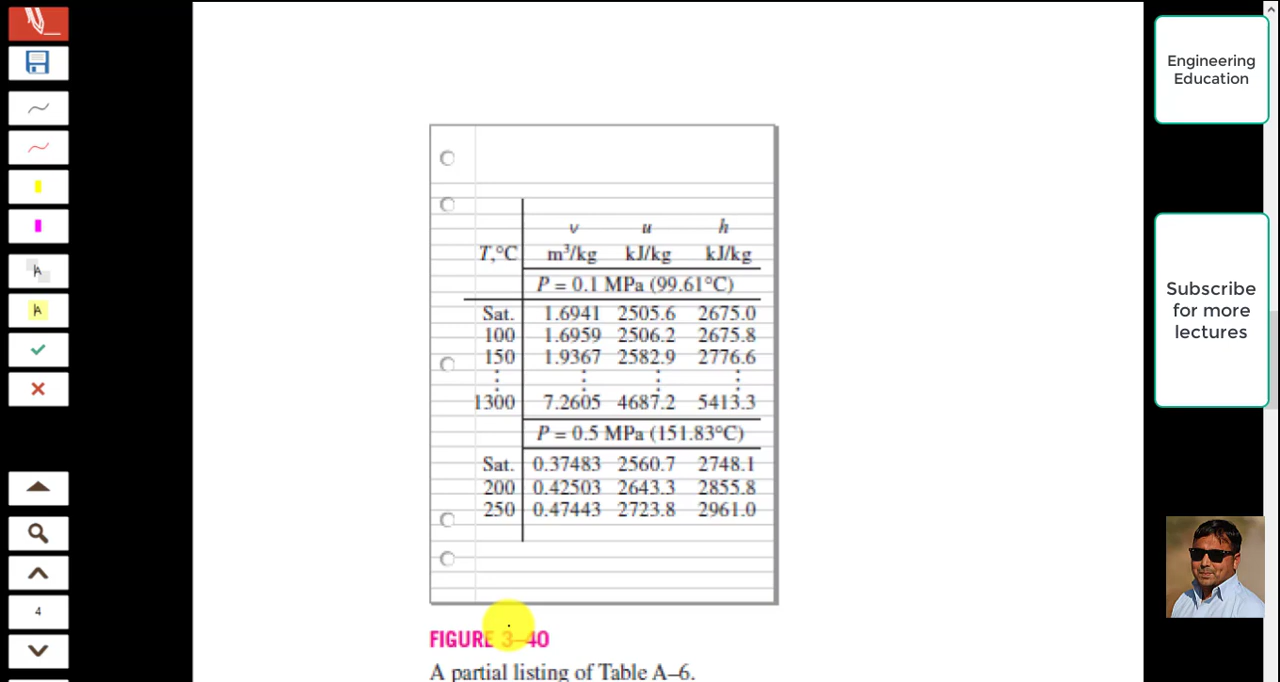 Engineering
Education
Subscribe
for more
lectures
v u h
T,°C m³/kg kJ/kg kJ/kg
P = 0.1 MPa (99.61°C)
Sat. 1.6941 2505.6 2675.0
100 1.6959 2506.2 2675.8
150 1.9367 2582.9 2776.6
⋮ ⋮ ⋮ ⋮
1300 7.2605 4687.2 5413.3
P = 0.5 MPa (151.83°C)
Sat. 0.37483 2560.7 2748.1
200 0.42503 2643.3 2855.8
250 0.47443 2723.8 2961.0
FIGURE 3–40
A partial listing of Table A–6.
A
A
4